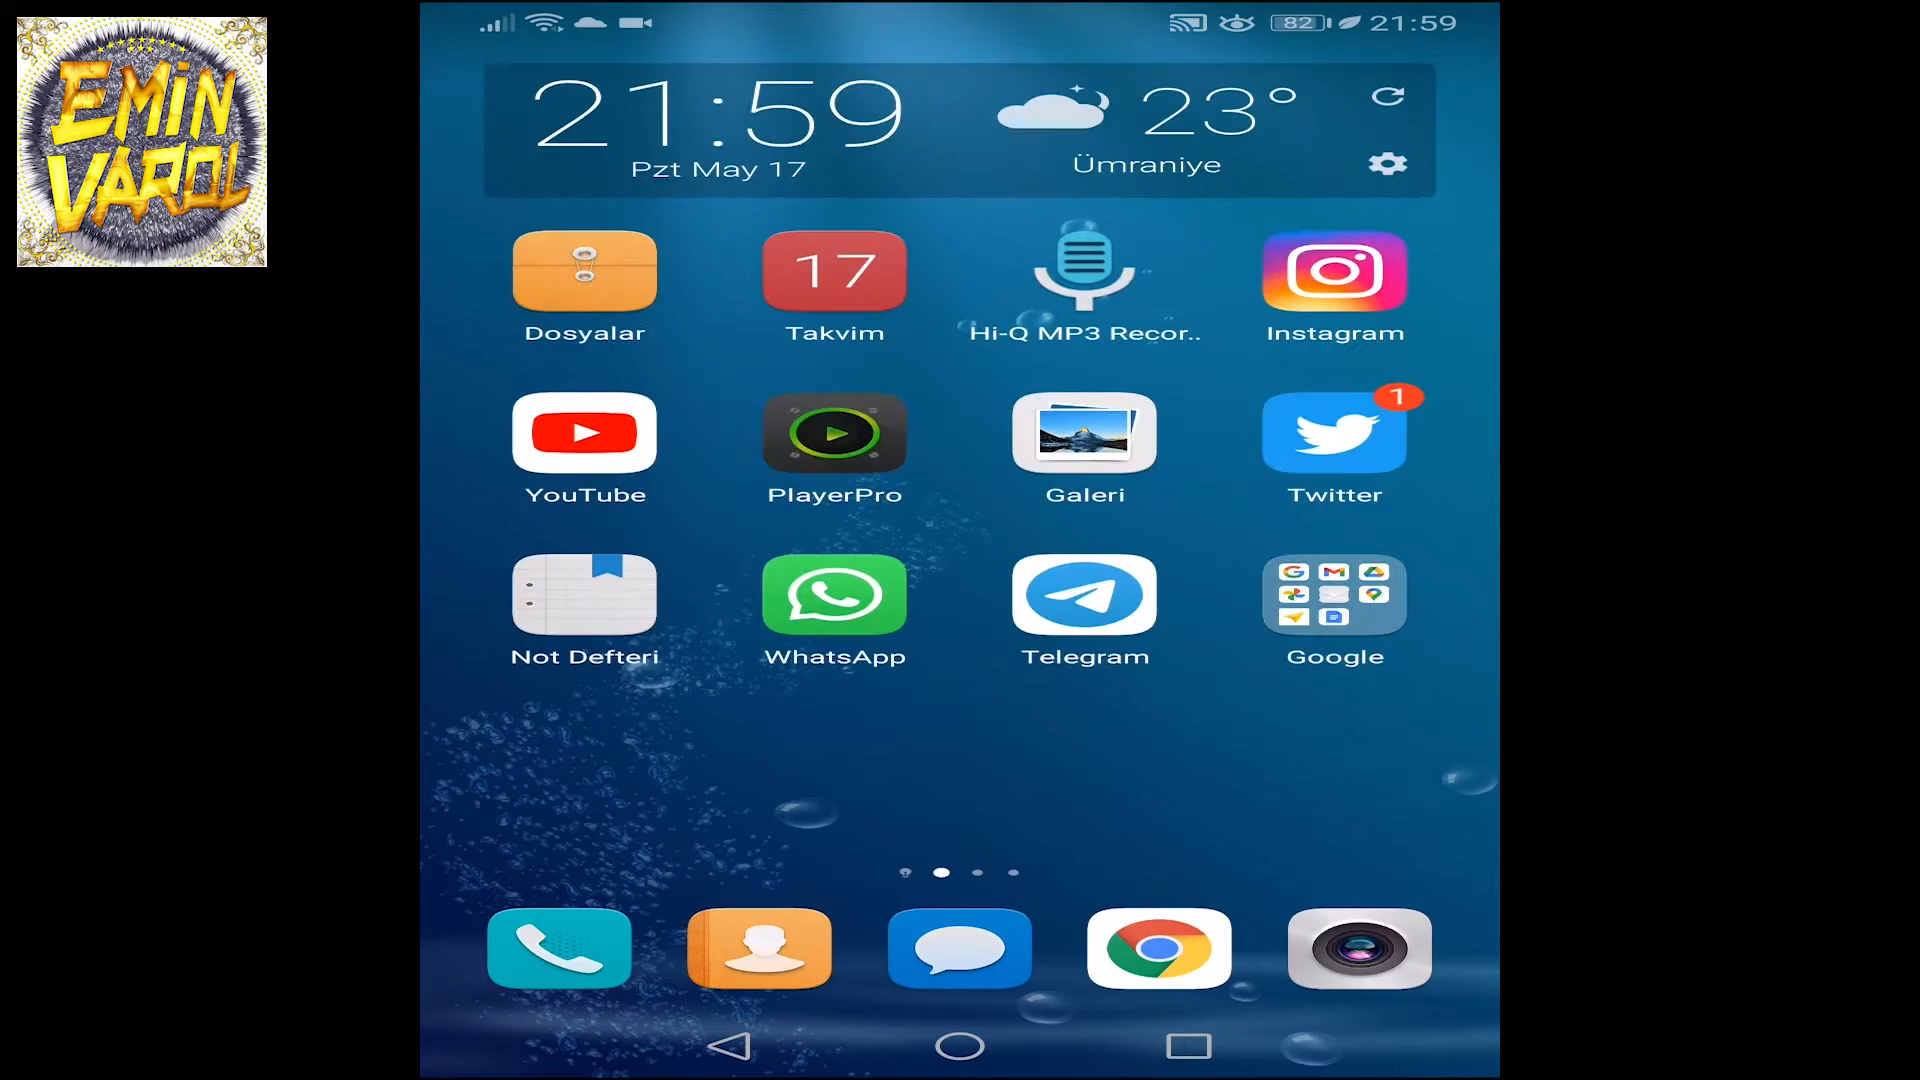 EMİN
VAROL
82 21:59
21:59
23°
Pzt May 17
Ümraniye
17
Dosyalar
Takvim
Hi-Q MP3 Recor..
Instagram
1
YouTube
PlayerPro
Galeri
Twitter
Not Defteri
WhatsApp
Telegram
Google